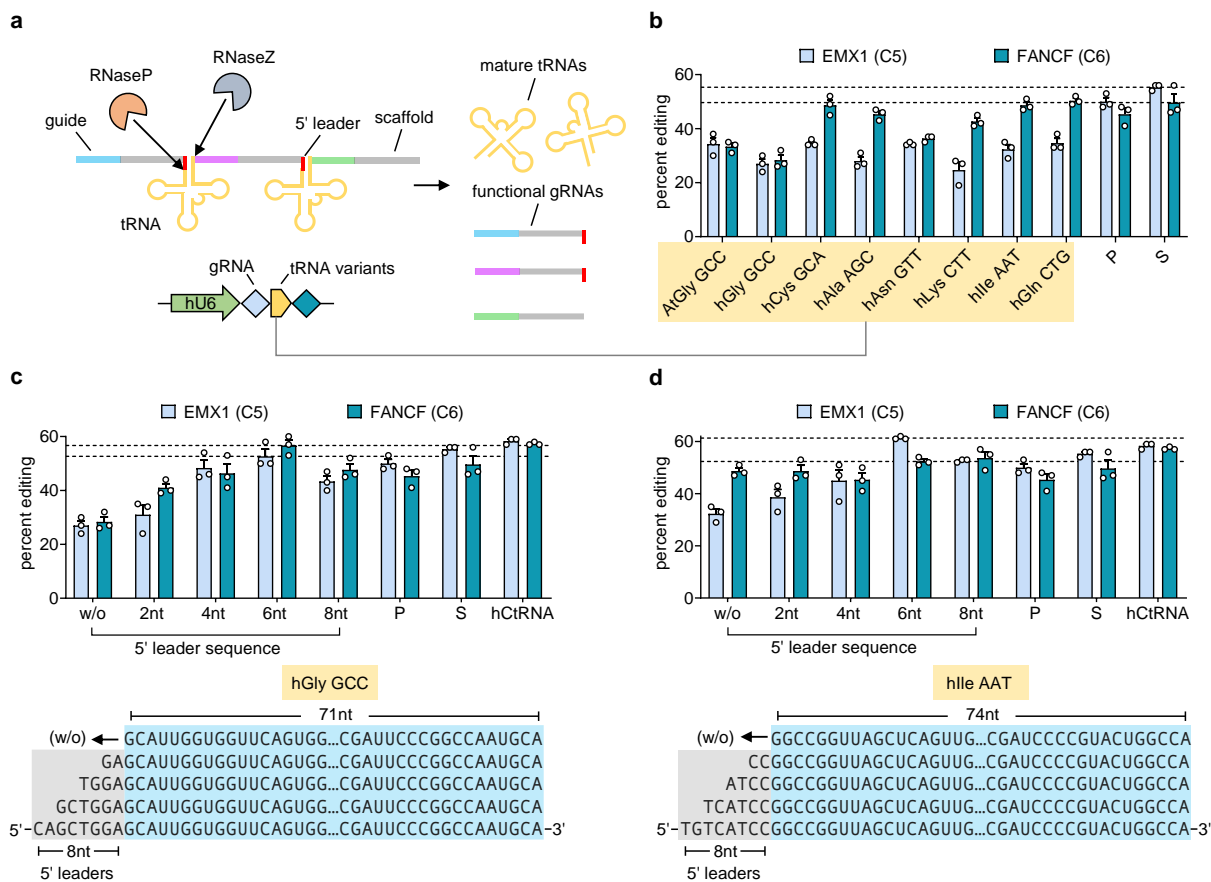 a
RNaseP
RNaseZ
guide
5' leader
scaffold
tRNA
mature tRNAs
functional gRNAs
gRNA
tRNA variants
hU6
b
EMX1 (C5)
FANCF (C6)
percent editing
60
40
20
0
AtGly GCC
hGly GCC
hCys GCA
hAla AGC
hAsn GTT
hLys CTT
hIle AAT
hGln CTG
P
S
c
EMX1 (C5)
FANCF (C6)
percent editing
60
40
20
0
w/o 2nt 4nt 6nt 8nt P S hCtRNA
5' leader sequence
hGly GCC
71nt
(w/o) GCAUUGGUGGUUCAGUGG...CGAUUCCCGGCCAAUGCA
GAGCAUUGGUGGUUCAGUGG...CGAUUCCCGGCCAAUGCA
TGGAGCAUUGGUGGUUCAGUGG...CGAUUCCCGGCCAAUGCA
GCTGGAGCAUUGGUGGUUCAGUGG...CGAUUCCCGGCCAAUGCA
5'-CAGCTGGAGCAUUGGUGGUUCAGUGG...CGAUUCCCGGCCAAUGCA-3'
8nt
5' leaders
d
EMX1 (C5)
FANCF (C6)
percent editing
60
40
20
0
w/o 2nt 4nt 6nt 8nt P S hCtRNA
5' leader sequence
hIle AAT
74nt
(w/o) GGCCGGUUAGCUCAGUUG...CGAUCCCCGUACUGGCCA
CCGGCCGGUUAGCUCAGUUG...CGAUCCCCGUACUGGCCA
ATCCGGCCGGUUAGCUCAGUUG...CGAUCCCCGUACUGGCCA
TCATCCGGCCGGUUAGCUCAGUUG...CGAUCCCCGUACUGGCCA
5'-TGTCATCCGGCCGGUUAGCUCAGUUG...CGAUCCCCGUACUGGCCA-3'
8nt
5' leaders